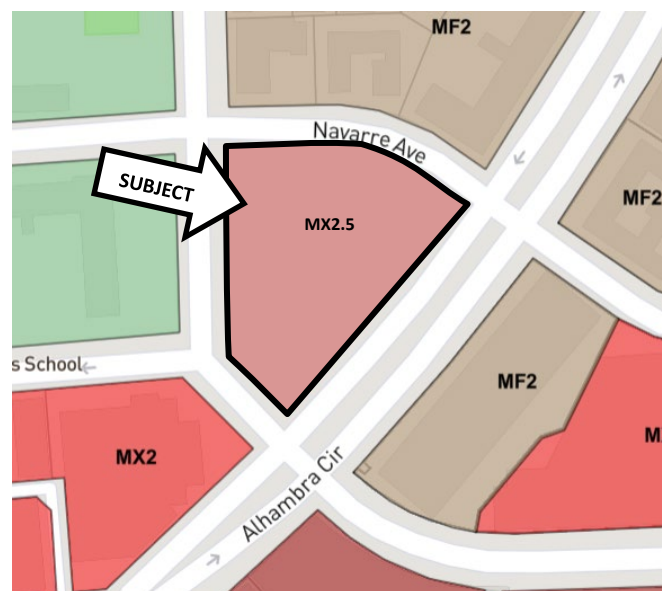 MF2
Navarre Ave
SUBJECT
MX2.5
MF2
s School
MF2
MX2
M
Alhambra Cir